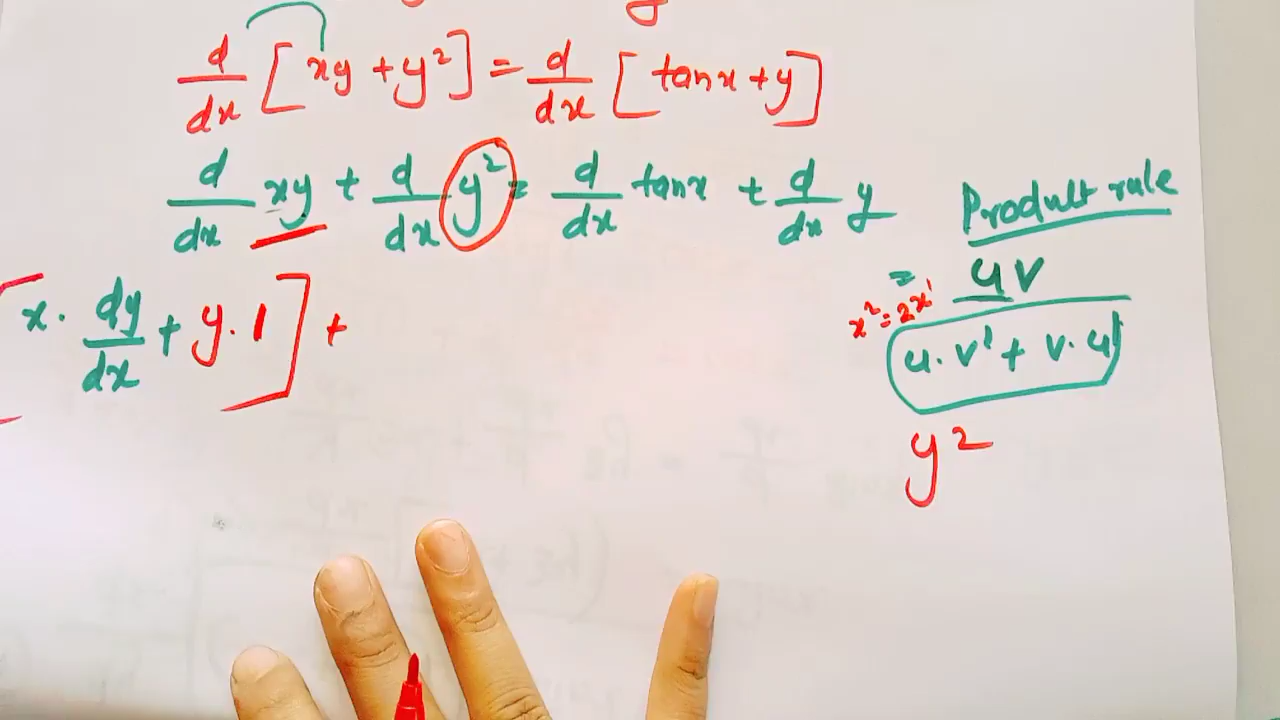 d/dx [xy + y²] = d/dx [tanx + y]
d/dx xy + d/dx y² = d/dx tanx + d/dx y
[x. dy/dx + y. 1] +
Product rule
= uv
x² = 2x¹
u. v' + v. u'
y²